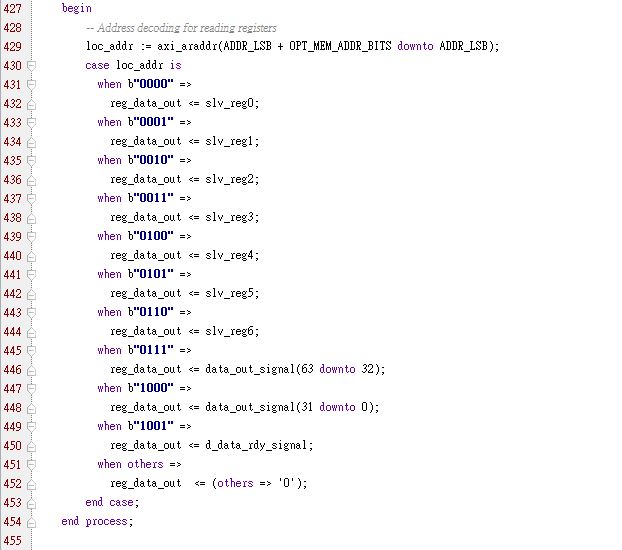 427 begin
428 -- Address decoding for reading registers
429 loc_addr := axi_araddr(ADDR_LSB + OPT_MEM_ADDR_BITS downto ADDR_LSB);
430 case loc_addr is
431 when b"0000" =>
432 reg_data_out <= slv_reg0;
433 when b"0001" =>
434 reg_data_out <= slv_reg1;
435 when b"0010" =>
436 reg_data_out <= slv_reg2;
437 when b"0011" =>
438 reg_data_out <= slv_reg3;
439 when b"0100" =>
440 reg_data_out <= slv_reg4;
441 when b"0101" =>
442 reg_data_out <= slv_reg5;
443 when b"0110" =>
444 reg_data_out <= slv_reg6;
445 when b"0111" =>
446 reg_data_out <= data_out_signal(63 downto 32);
447 when b"1000" =>
448 reg_data_out <= data_out_signal(31 downto 0);
449 when b"1001" =>
450 reg_data_out <= d_data_rdy_signal;
451 when others =>
452 reg_data_out  <= (others => '0');
453 end case;
454 end process;
455